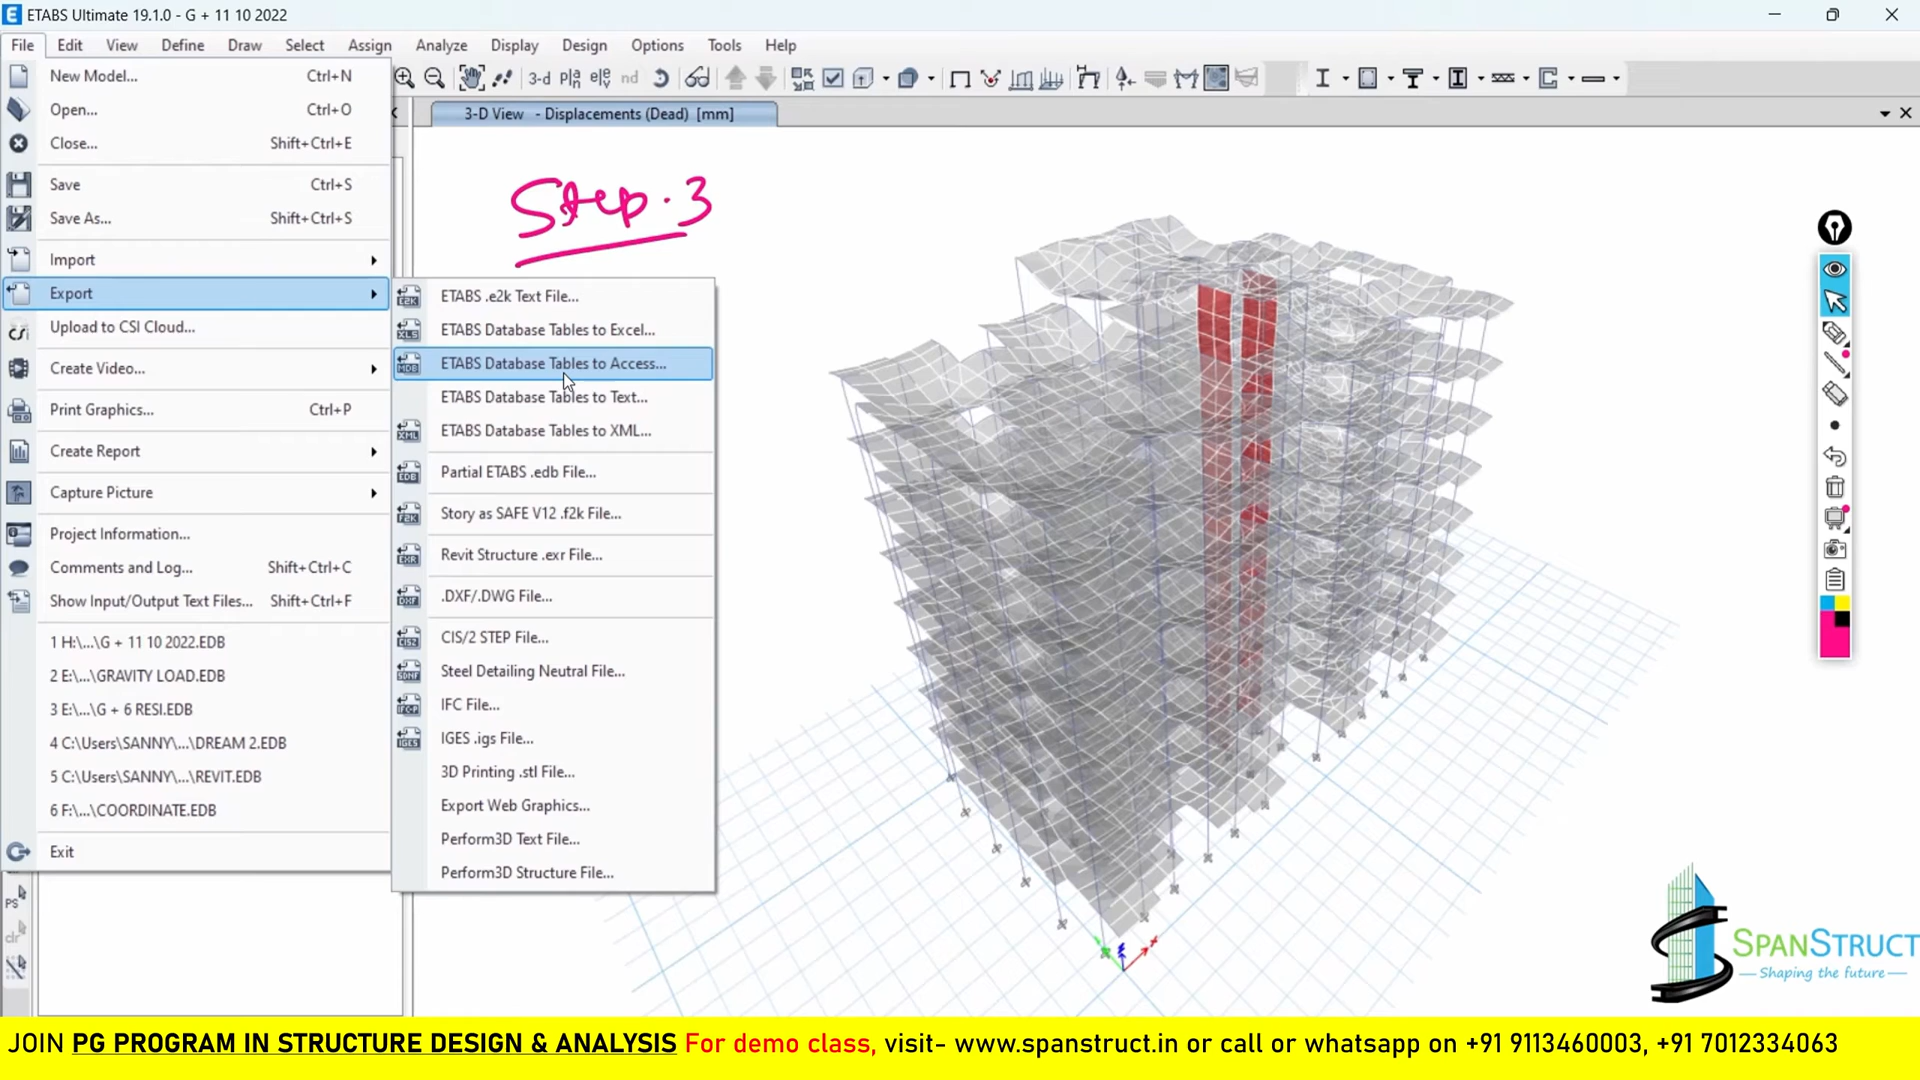 ETABS Ultimate 19.1.0 - G + 11 10 2022
File Edit View Define Draw Select Assign Analyze Display Design Options Tools Help
New Model... Ctrl+N
Open... Ctrl+O
Close... Shift+Ctrl+E
Save Ctrl+S
Save As... Shift+Ctrl+S
Import
Export
Upload to CSI Cloud...
Create Video...
Print Graphics... Ctrl+P
Create Report
Capture Picture
Project Information...
Comments and Log... Shift+Ctrl+C
Show Input/Output Text Files... Shift+Ctrl+F
1 H:\...\G + 11 10 2022.EDB
2 E:\...\GRAVITY LOAD.EDB
3 E:\...\G + 6 RESI.EDB
4 C:\Users\SANNY\...\DREAM 2.EDB
5 C:\Users\SANNY\...\REVIT.EDB
6 F:\...\COORDINATE.EDB
Exit
3-d nd
3-D View - Displacements (Dead) [mm]
Step.3
ETABS .e2k Text File...
ETABS Database Tables to Excel...
ETABS Database Tables to Access...
ETABS Database Tables to Text...
ETABS Database Tables to XML...
Partial ETABS .edb File...
Story as SAFE V12 .f2k File...
Revit Structure .exr File...
.DXF/.DWG File...
CIS/2 STEP File...
Steel Detailing Neutral File...
IFC File...
IGES .igs File...
3D Printing .stl File...
Export Web Graphics...
Perform3D Text File...
Perform3D Structure File...
SPANSTRUCT
Shaping the future
JOIN PG PROGRAM IN STRUCTURE DESIGN & ANALYSIS For demo class, visit- www.spanstruct.in or call or whatsapp on +91 9113460003, +91 7012334063